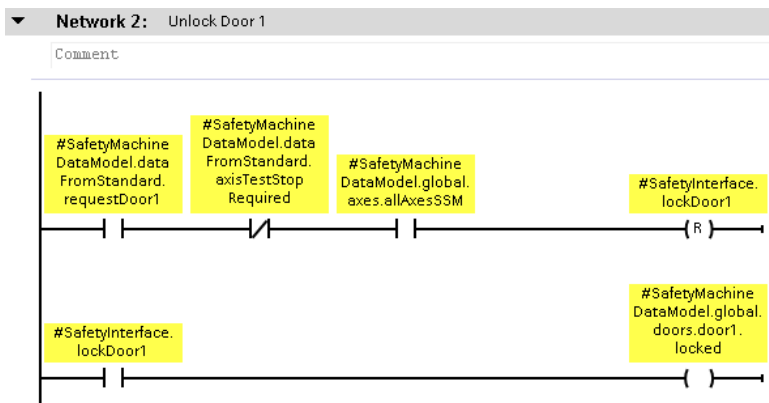 Network 2: Unlock Door 1
Comment
#SafetyMachine
DataModel.data
FromStandard.
requestDoor1
#SafetyMachine
DataModel.data
FromStandard.
axisTestStop
Required
#SafetyMachine
DataModel.global.
axes.allAxesSSM
#SafetyInterface.
lockDoor1
R
#SafetyInterface.
lockDoor1
#SafetyMachine
DataModel.global.
doors.door1.
locked